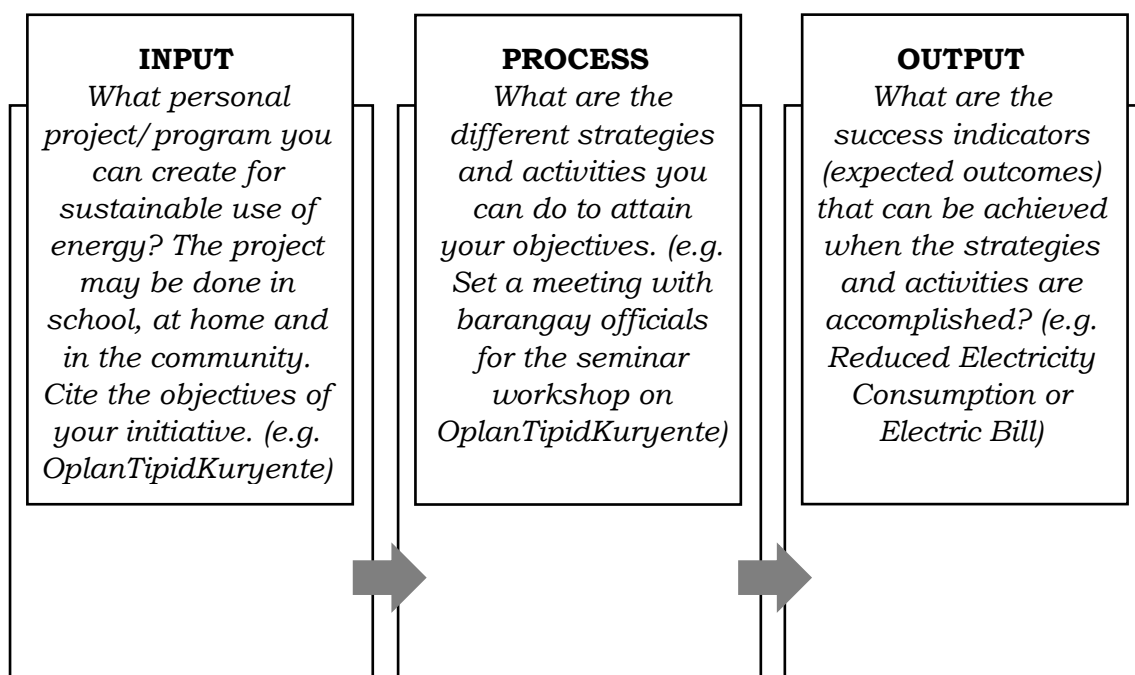 INPUT
What personal
project/program you
can create for
sustainable use of
energy? The project
may be done in
school, at home and
in the community.
Cite the objectives of
your initiative. (e.g.
OplanTipidKuryente)
PROCESS
What are the
different strategies
and activities you
can do to attain
your objectives. (e.g.
Set a meeting with
barangay officials
for the seminar
workshop on
OplanTipidKuryente)
OUTPUT
What are the
success indicators
(expected outcomes)
that can be achieved
when the strategies
and activities are
accomplished? (e.g.
Reduced Electricity
Consumption or
Electric Bill)